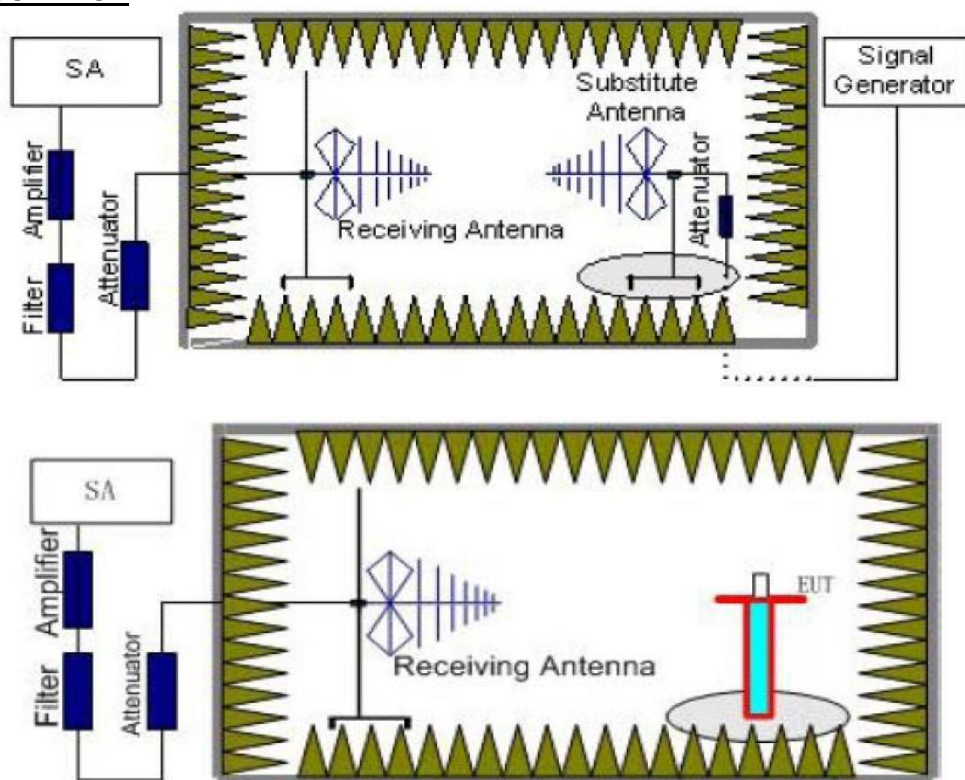 SA
Signal
Generator
Substitute
Antenna
Amplifier
Attenuator
Filter
Receiving Antenna
Attenuator
SA
Amplifier
EUT
Receiving Antenna
Filter
Attenuator